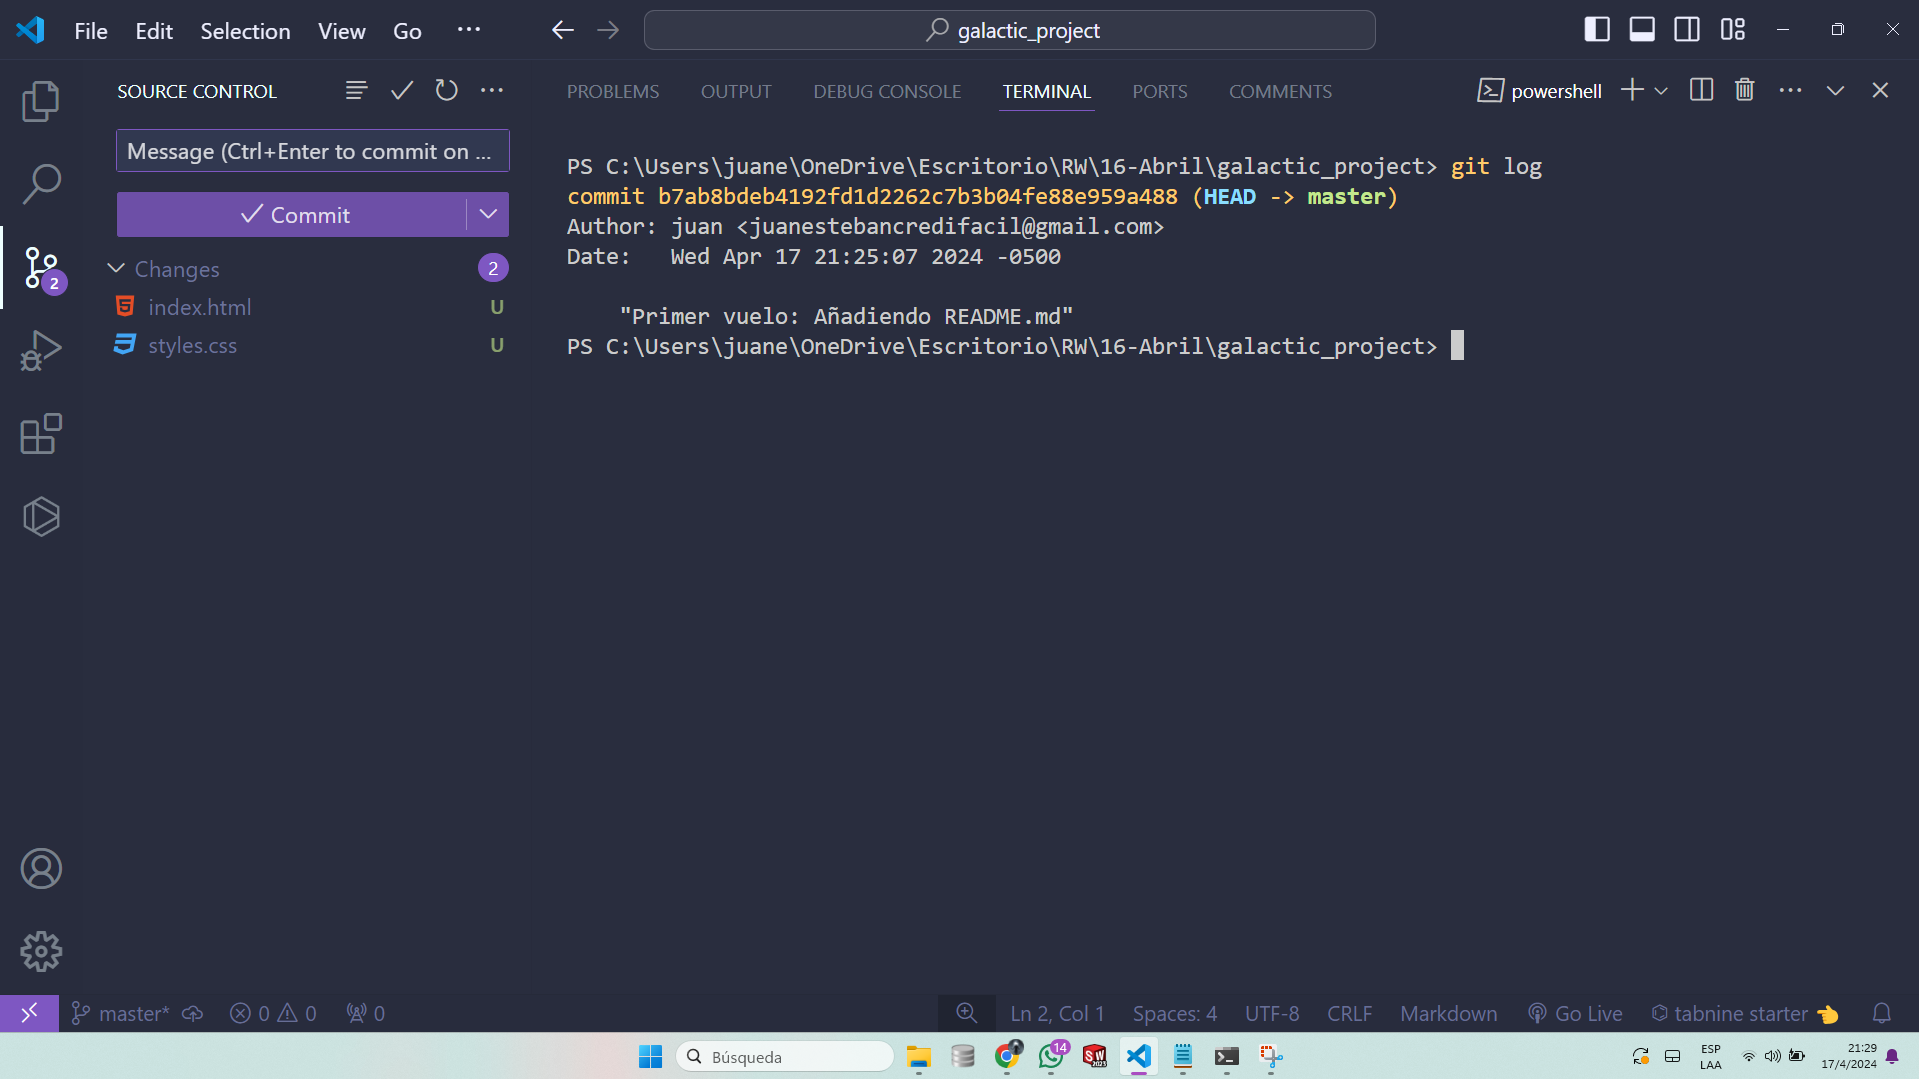 File Edit Selection View Go ···
galactic_project
SOURCE CONTROL
Message (Ctrl+Enter to commit on ...
Commit
Changes 2
index.html U
styles.css U
2
PROBLEMS OUTPUT DEBUG CONSOLE TERMINAL PORTS COMMENTS
powershell
PS C:\Users\juane\OneDrive\Escritorio\RW\16-Abril\galactic_project> git log
commit b7ab8bdeb4192fd1d2262c7b3b04fe88e959a488 (HEAD -> master)
Author: juan <juanestebancredifacil@gmail.com>
Date:   Wed Apr 17 21:25:07 2024 -0500
"Primer vuelo: Añadiendo README.md"
PS C:\Users\juane\OneDrive\Escritorio\RW\16-Abril\galactic_project>
master* 0 0 0
Ln 2, Col 1 Spaces: 4 UTF-8 CRLF Markdown Go Live tabnine starter
Búsqueda
14
SW
2023
ESP
LAA
21:29
17/4/2024